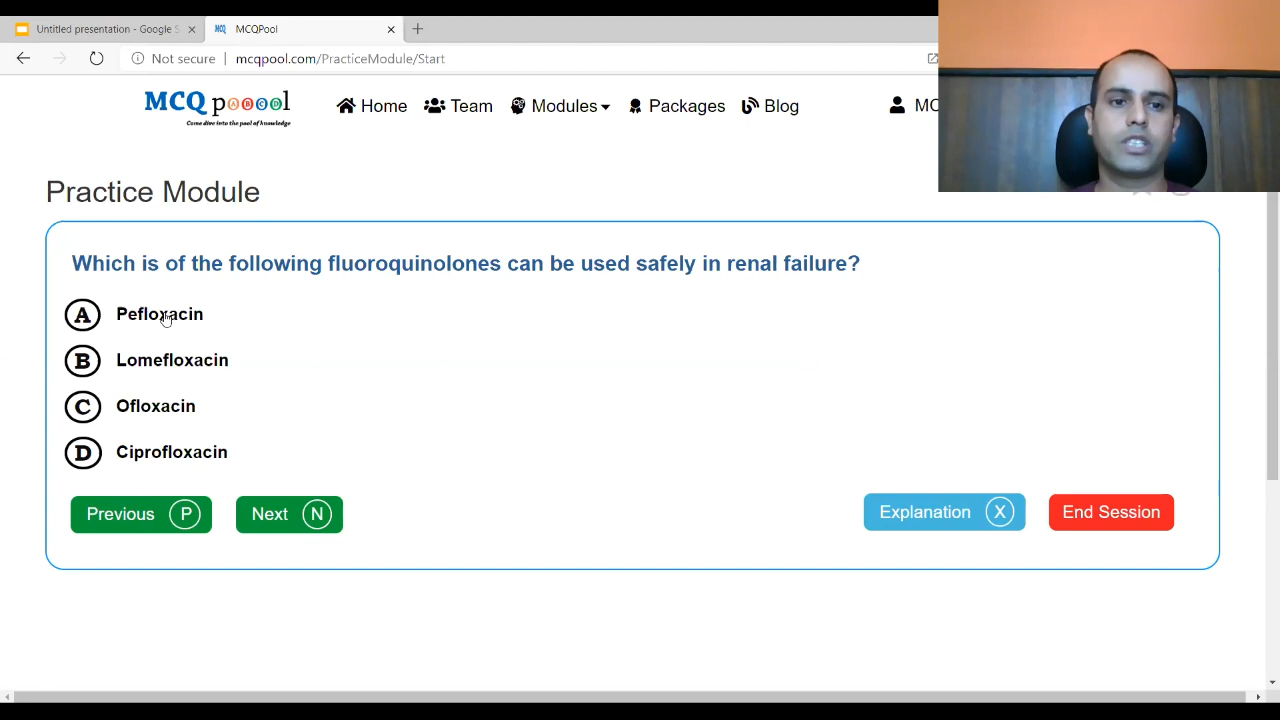 Untitled presentation - Google S
MCQ MCQPool
Not secure | mcqpool.com/PracticeModule/Start
MCQ pooool
A B C D
Come dive into the pool of knowledge
Home Team Modules Packages Blog MC
Practice Module
Which is of the following fluoroquinolones can be used safely in renal failure?
A Pefloxacin
B Lomefloxacin
C Ofloxacin
D Ciprofloxacin
Previous P Next N Explanation X End Session